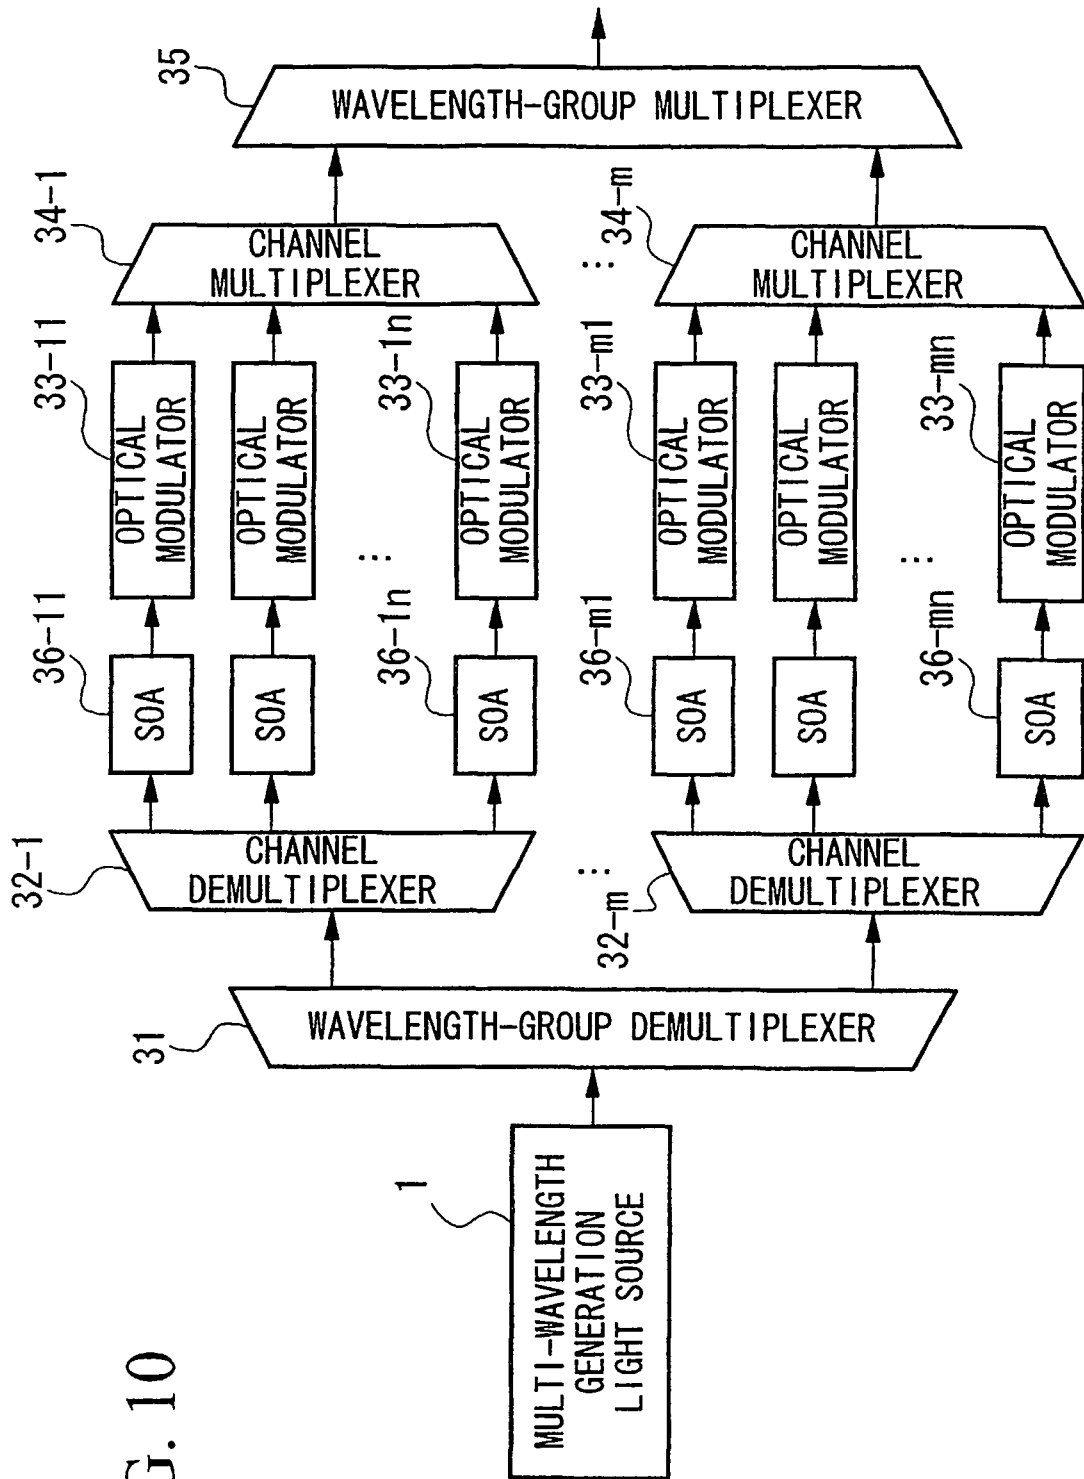 G. 10
1
MULTI-WAVELENGTH
GENERATION
LIGHT SOURCE
31
WAVELENGTH-GROUP DEMULTIPLEXER
32-1
CHANNEL
DEMULTIPLEXER
...
32-m
CHANNEL
DEMULTIPLEXER
36-11
SOA
SOA
36-1n
SOA
36-m1
SOA
SOA
36-mn
SOA
33-11
OPTICAL
MODULATOR
OPTICAL
MODULATOR
...
33-1n
OPTICAL
MODULATOR
33-m1
OPTICAL
MODULATOR
OPTICAL
MODULATOR
...
33-mn
OPTICAL
MODULATOR
34-1
CHANNEL
MULTIPLEXER
...
34-m
CHANNEL
MULTIPLEXER
35
WAVELENGTH-GROUP MULTIPLEXER